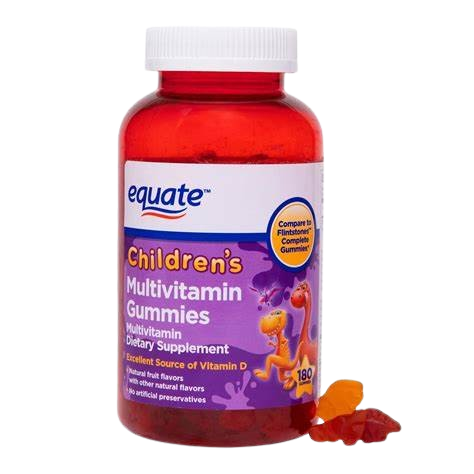 equate™
Compare to
Flintstones™
Complete
Gummies*
Children's
Multivitamin
Gummies
Multivitamin
Dietary Supplement
Excellent Source of Vitamin D
• Natural fruit flavors
with other natural flavors
• No artificial preservatives
180